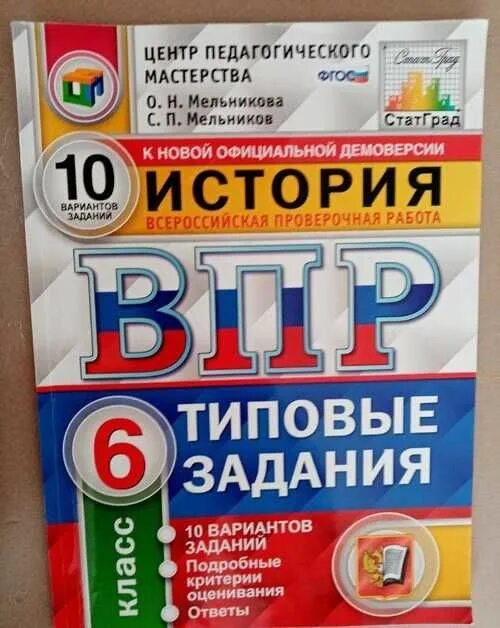 ЦЕНТР ПЕДАГОГИЧЕСКОГО
МАСТЕРСТВА
ФГОС
СтатГрад
О. Н. Мельникова
С. П. Мельников
СтатГрад
К НОВОЙ ОФИЦИАЛЬНОЙ ДЕМОВЕРСИИ
10
ВАРИАНТОВ
ЗАДАНИЙ
ИСТОРИЯ
ВСЕРОССИЙСКАЯ ПРОВЕРОЧНАЯ РАБОТА
ВПР
6
класс
ТИПОВЫЕ
ЗАДАНИЯ
• 10 ВАРИАНТОВ
ЗАДАНИЙ
• Подробные
критерии
оценивания
• Ответы